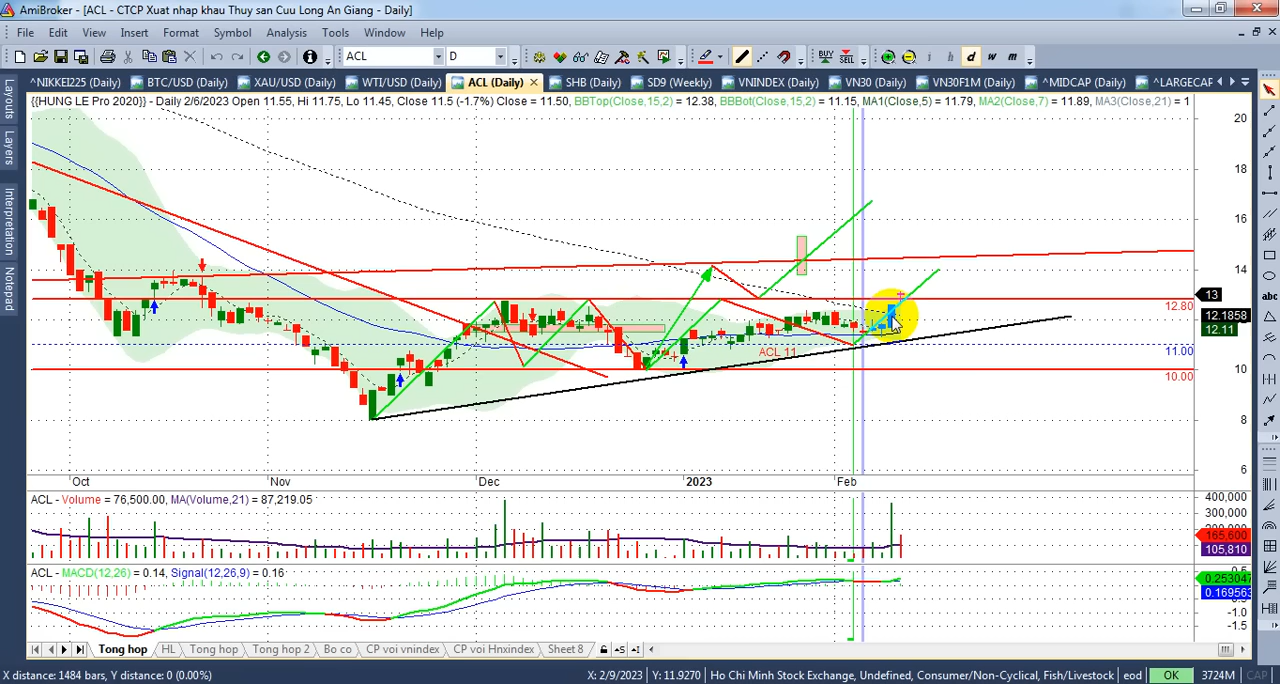 AmiBroker - [ACL - CTCP Xuat nhap khau Thuy san Cuu Long An Giang - Daily]
File Edit View Insert Format Symbol Analysis Tools Window Help
ACL D BUY SELL i h d w m
^NIKKEI225 (Daily) BTC/USD (Daily) XAU/USD (Daily) WTI/USD (Daily) ACL (Daily) SHB (Daily) SD9 (Weekly) VNINDEX (Daily) VN30 (Daily) VN30F1M (Daily) ^MIDCAP (Daily) ^LARGECAP
{{HUNG LE Pro 2020}} - Daily 2/6/2023 Open 11.55, Hi 11.75, Lo 11.45, Close 11.5 (-1.7%) Close = 11.50, BBTop(Close,15,2) = 12.38, BBBot(Close,15,2) = 11.15, MA1(Close,5) = 11.79, MA2(Close,7) = 11.89, MA3(Close,21) = 1
Layouts
Layers
Interpretation
Notepad
abc
20
18
16
14
13
12.80
12.1858
12.11
11.00
10.00
10
8
6
ACL 11
Oct Nov Dec 2023 Feb
ACL - Volume = 76,500.00, MA(Volume,21) = 87,219.05
400,000
300,000
165,600
105,810
ACL - MACD(12,26) = 0.14, Signal(12,26,9) = 0.16
0.5
0.253047
0.169563
-1.0
-1.5
Tong hop HL Tong hop Tong hop 2 Bo co CP voi vnindex CP voi Hnxindex Sheet 8
X distance: 1484 bars, Y distance: 0 (0.00%) X: 2/9/2023 Y: 11.9270 Ho Chi Minh Stock Exchange, Undefined, Consumer/Non-Cyclical, Fish/Livestock eod OK 3724M CAP